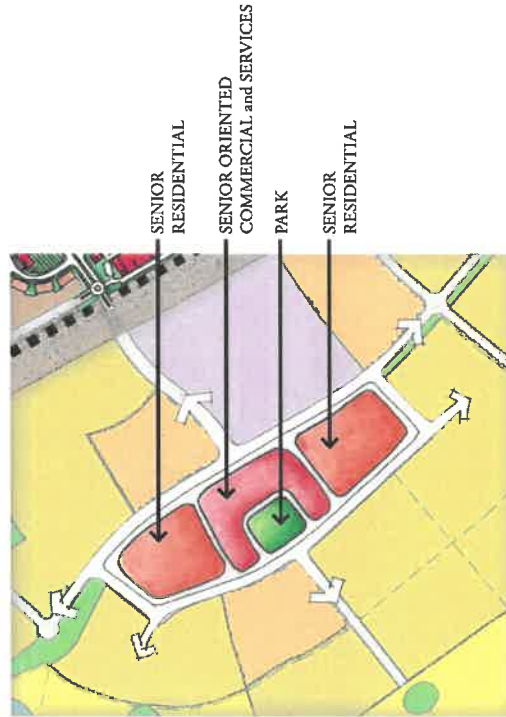 SENIOR
RESIDENTIAL
SENIOR ORIENTED
COMMERCIAL and SERVICES
PARK
SENIOR
RESIDENTIAL